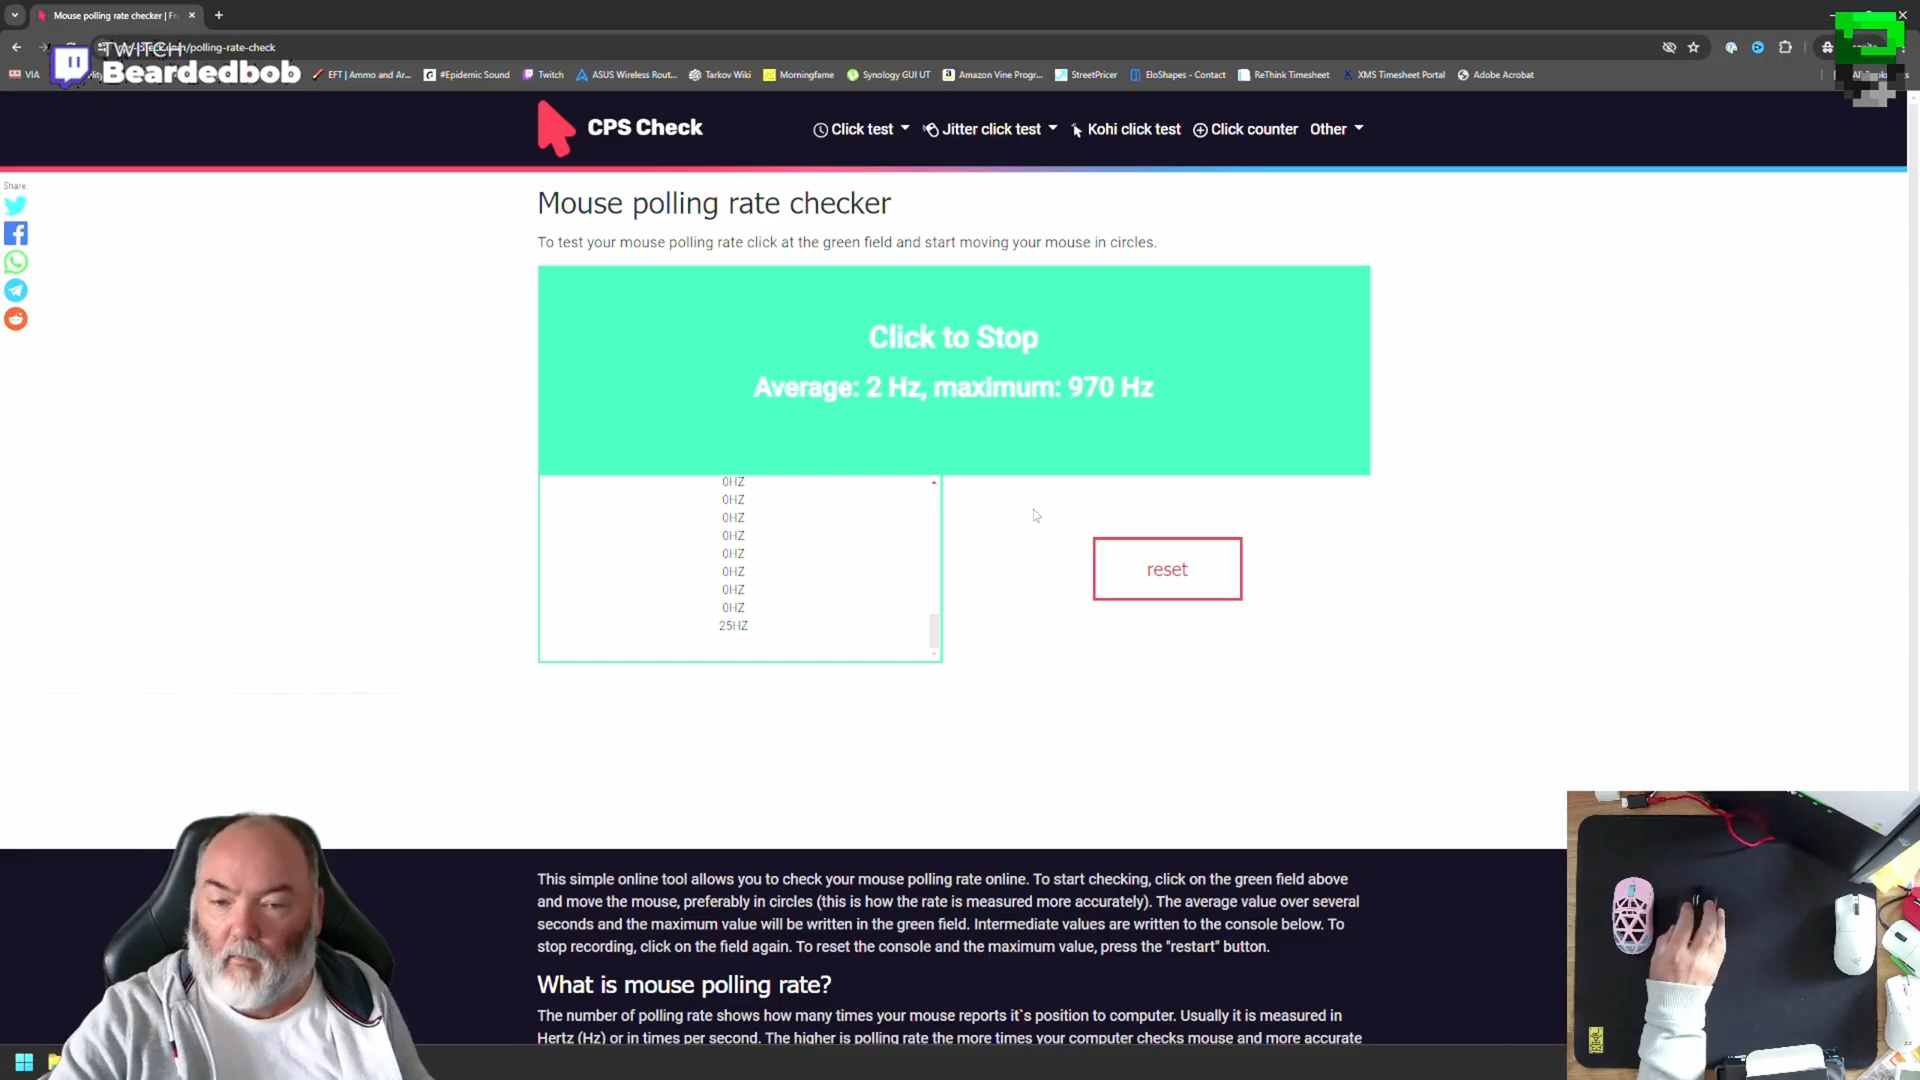 Mouse polling rate checker | Fr
TWITCH
Beardedbob
/polling-rate-check
VIA
EFT | Ammo and Ar...
#Epidemic Sound
Twitch
ASUS Wireless Rout...
Tarkov Wiki
Morningfame
Synology GUI UT
Amazon Vine Progr...
StreetPricer
EloShapes - Contact
ReThink Timesheet
XMS Timesheet Portal
Adobe Acrobat
CPS Check
Click test
Jitter click test
Kohi click test
Click counter
Other
Share:
Mouse polling rate checker
To test your mouse polling rate click at the green field and start moving your mouse in circles.
Click to Stop
Average: 2 Hz, maximum: 970 Hz
0HZ
0HZ
0HZ
0HZ
0HZ
0HZ
0HZ
0HZ
25HZ
reset
This simple online tool allows you to check your mouse polling rate online. To start checking, click on the green field above
and move the mouse, preferably in circles (this is how the rate is measured more accurately). The average value over several
seconds and the maximum value will be written in the green field. Intermediate values are written to the console below. To
stop recording, click on the field again. To reset the console and the maximum value, press the "restart" button.
What is mouse polling rate?
The number of polling rate shows how many times your mouse reports it`s position to computer. Usually it is measured in
Hertz (Hz) or in times per second. The higher is polling rate the more times your computer checks mouse and more accurate